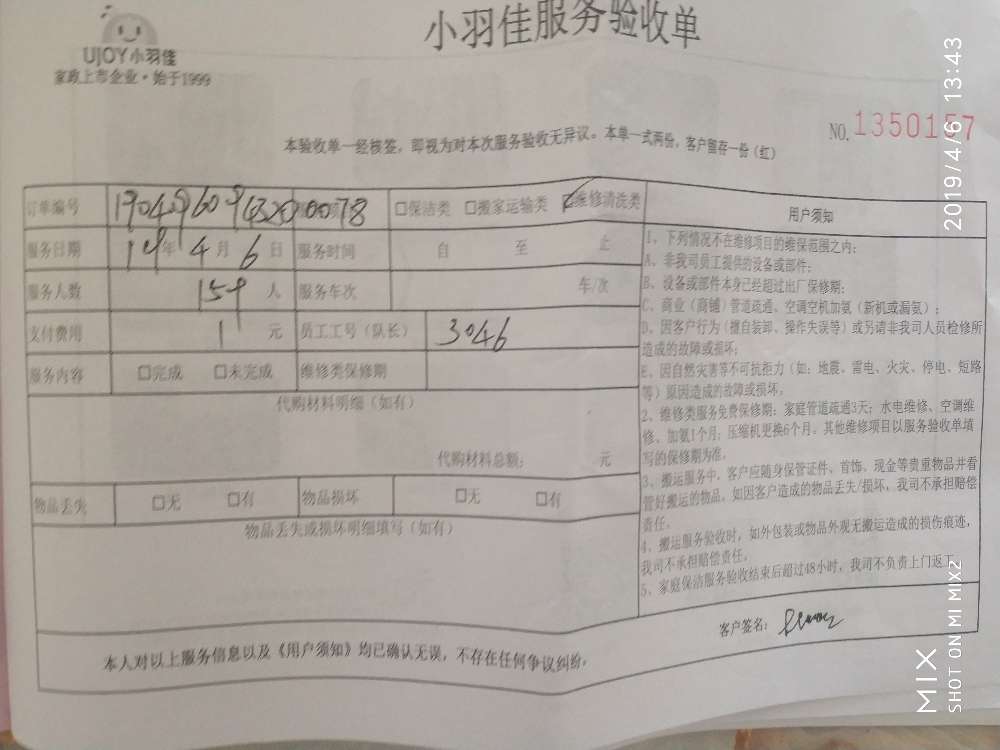 小羽佳服务验收单
UJOY小羽佳
家政上市企业·始于1999
NO. 1350157
本验收单一经核签，即视为对本次服务验收无异议。本单一式两份，客户留存一份（红）
订单编号 □保洁类 □搬家运输类 ☑维修清洗类
服务日期 19年 4月 6日 服务时间 自 至 止
服务人数 159 人 服务车次 车/次
支付费用 1 元 员工工号（队长） 3046
服务内容 □完成 □未完成 维修类保修期
代购材料明细（如有）
代购材料总额： 元
物品丢失 □无 □有 物品损坏 □无 □有
物品丢失或损坏明细填写（如有）
用户须知
1、下列情况不在维修项目的维保范围之内：
A、非我司员工提供的设备或部件；
B、设备或部件本身已经超过出厂保修期；
C、商业（商铺）管道疏通、空调空机加氨（新机或漏氨）；
D、因客户行为（擅自装卸、操作失误等）或另请非我司人员检修所
造成的故障或损坏；
E、因自然灾害等不可抗拒力（如：地震、雷电、火灾、停电、短路
等）原因造成的故障或损坏。
2、维修类服务免费保修期：家庭管道疏通3天；水电维修、空调维
修、加氨1个月；压缩机更换6个月。其他维修项目以服务验收单填
写的保修期为准。
3、搬运服务中，客户应随身保管证件、首饰、现金等贵重物品并看
管好搬运的物品，如因客户造成的物品丢失/损坏，我司不承担赔偿
责任。
4、搬运服务验收时，如外包装或物品外观无搬运造成的损伤痕迹，
我司不承担赔偿责任。
5、家庭保洁服务验收结束后超过48小时，我司不负责上门返工。
客户签名：
本人对以上服务信息以及《用户须知》均已确认无误，不存在任何争议纠纷。
2019/4/6 13:43
MIX
SHOT ON MI MIX2